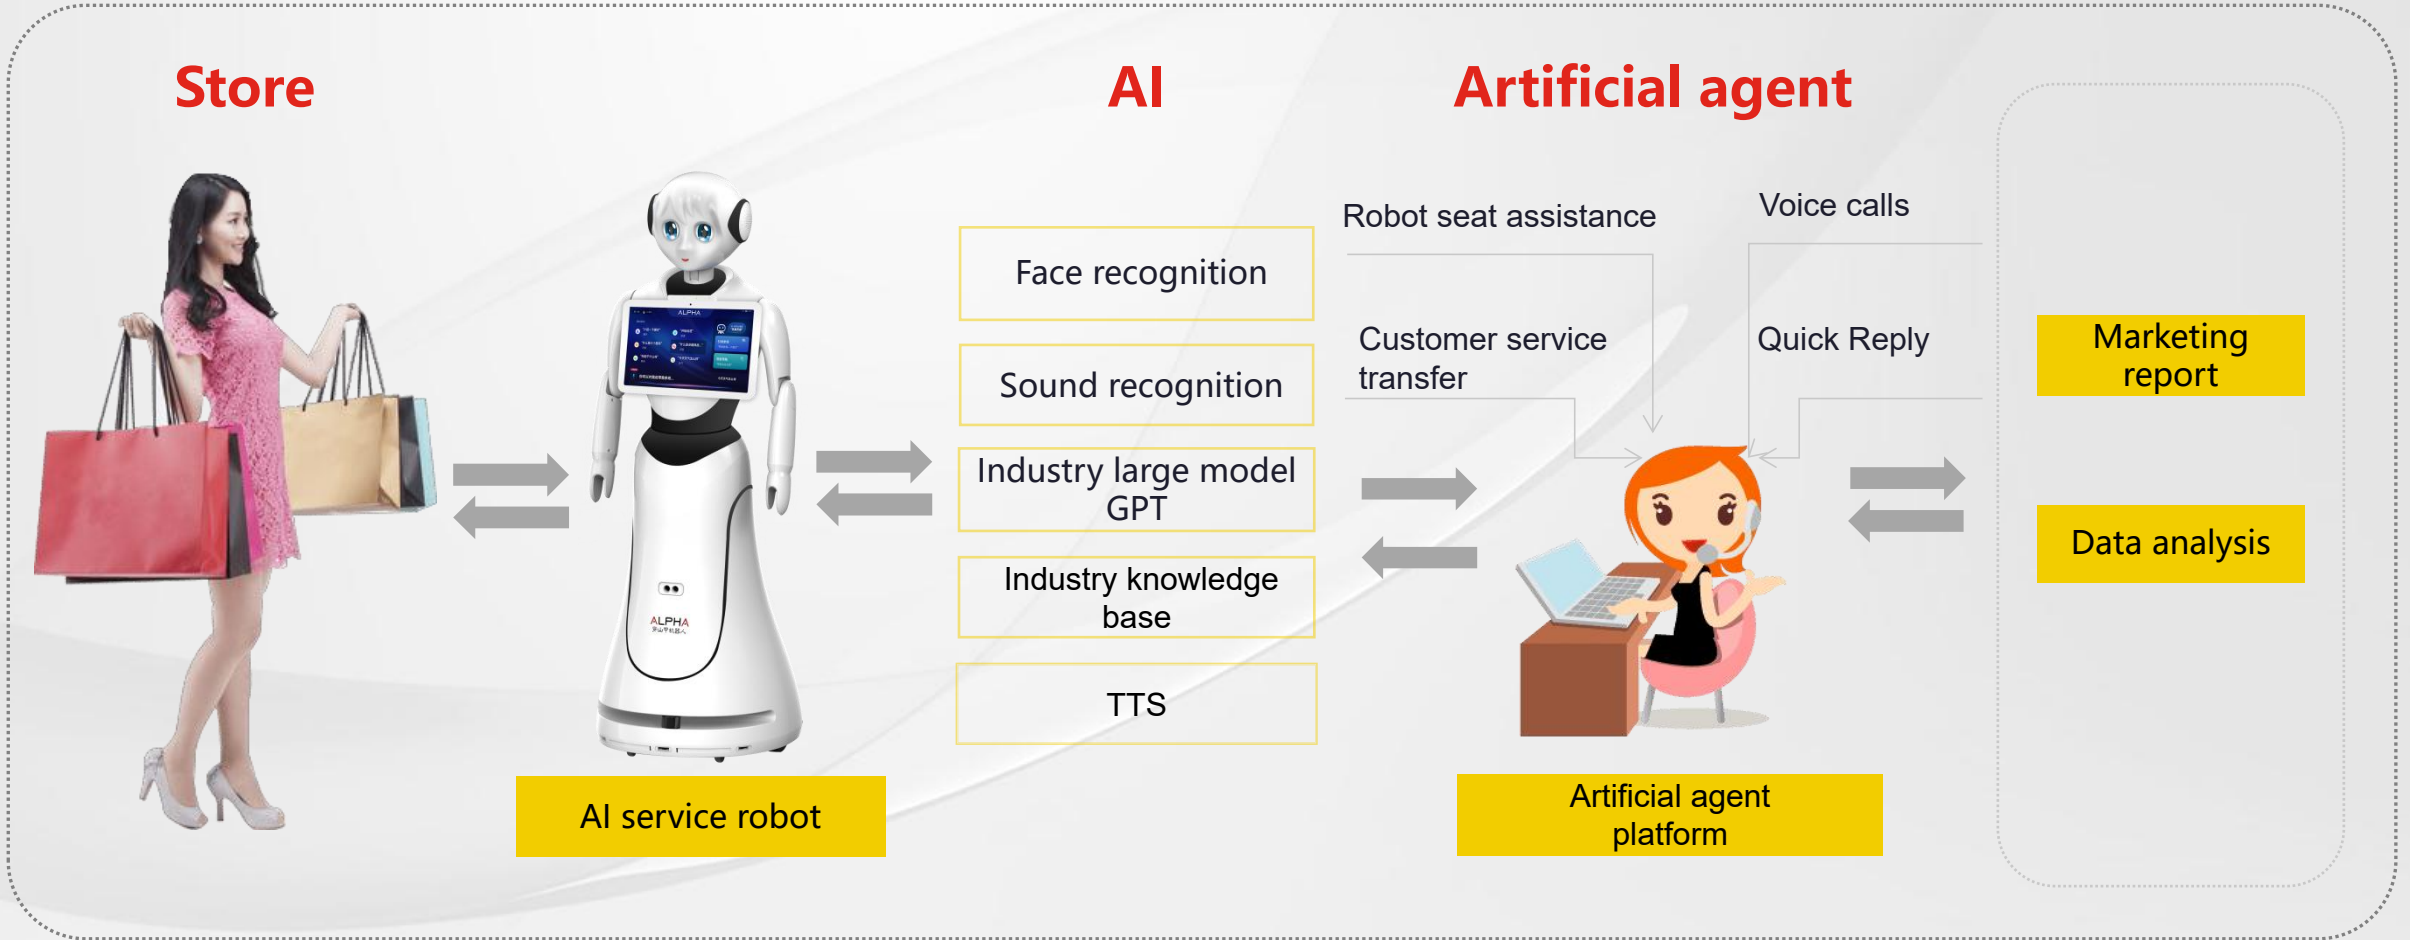 Store
AI
Artificial agent
Robot seat assistance
Voice calls
Customer service
transfer
Quick Reply
Face recognition
Sound recognition
Industry large model
GPT
Industry knowledge
base
TTS
Marketing
report
Data analysis
ALPHA
ALPHA
AI service robot
Artificial agent
platform